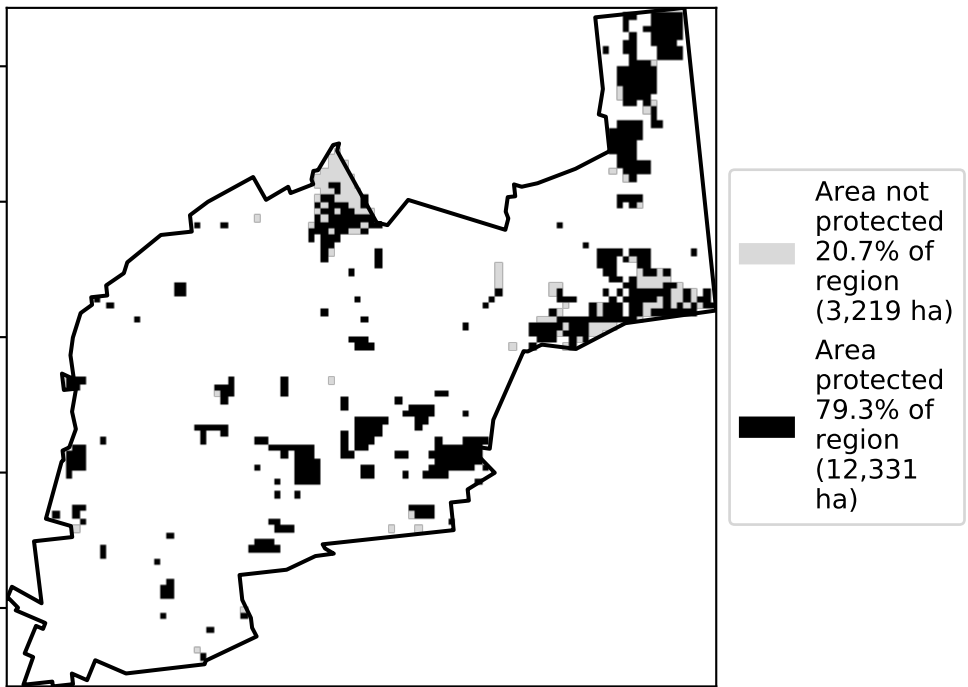 Area not
protected
20.7% of
region
(3,219 ha)
Area
protected
79.3% of
region
(12,331
ha)